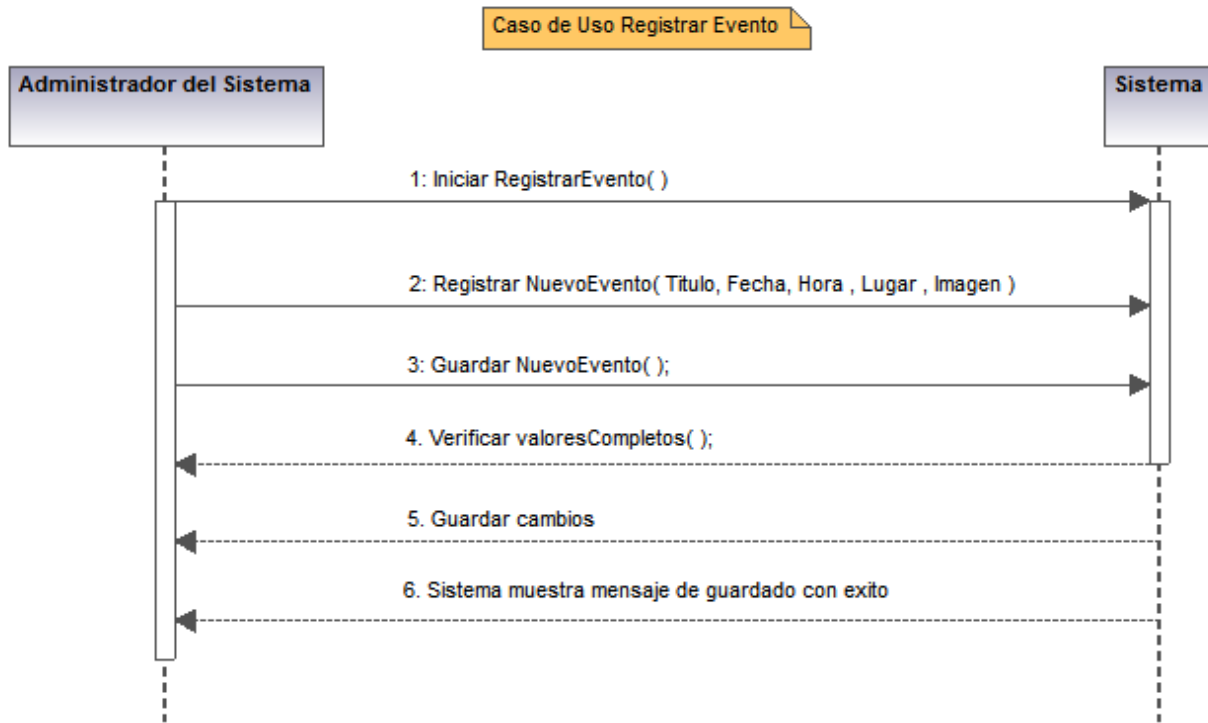 Caso de Uso Registrar Evento
Administrador del Sistema
Sistema
1: Iniciar RegistrarEvento( )
2: Registrar NuevoEvento( Titulo, Fecha, Hora , Lugar , Imagen )
3: Guardar NuevoEvento( );
4. Verificar valoresCompletos( );
5. Guardar cambios
6. Sistema muestra mensaje de guardado con exito